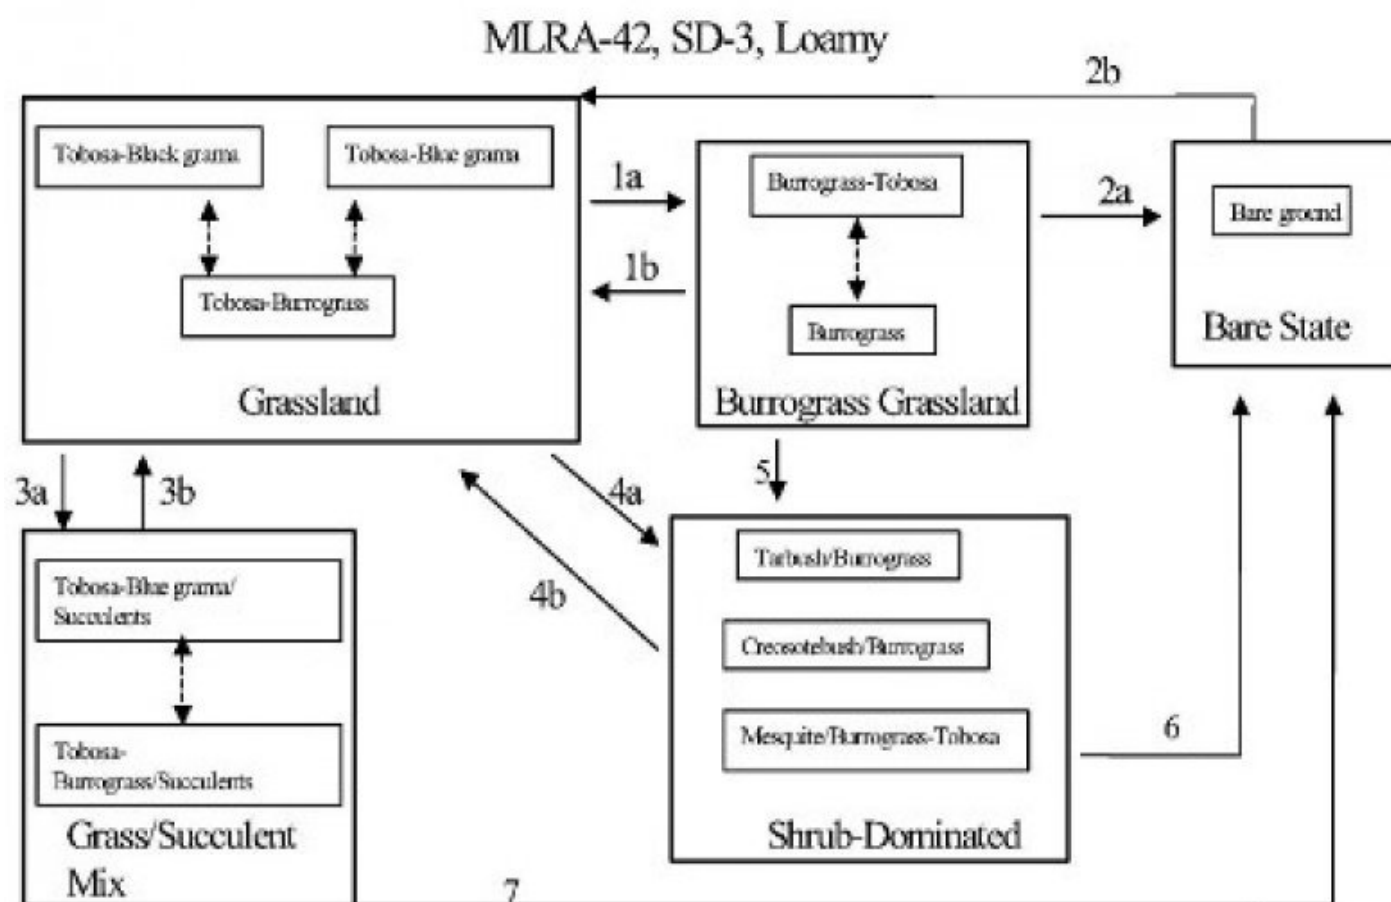 MLRA-42, SD-3, Loamy
2b
Tobosa-Black grama
Tobosa-Blue grama
Tobosa-Burrograss
Grassland
1a
1b
Burrograss-Tobosa
Burrograss
Burrograss Grassland
2a
Bare ground
Bare State
3a
3b
4a
4b
5
Tobosa-Blue grama/
Succulents
Tobosa-
Burrograss/Succulents
Grass/Succulent
Mix
Tarbush/Burrograss
Creosotebush/Burrograss
Mesquite/Burrograss-Tobosa
Shrub-Dominated
6
7